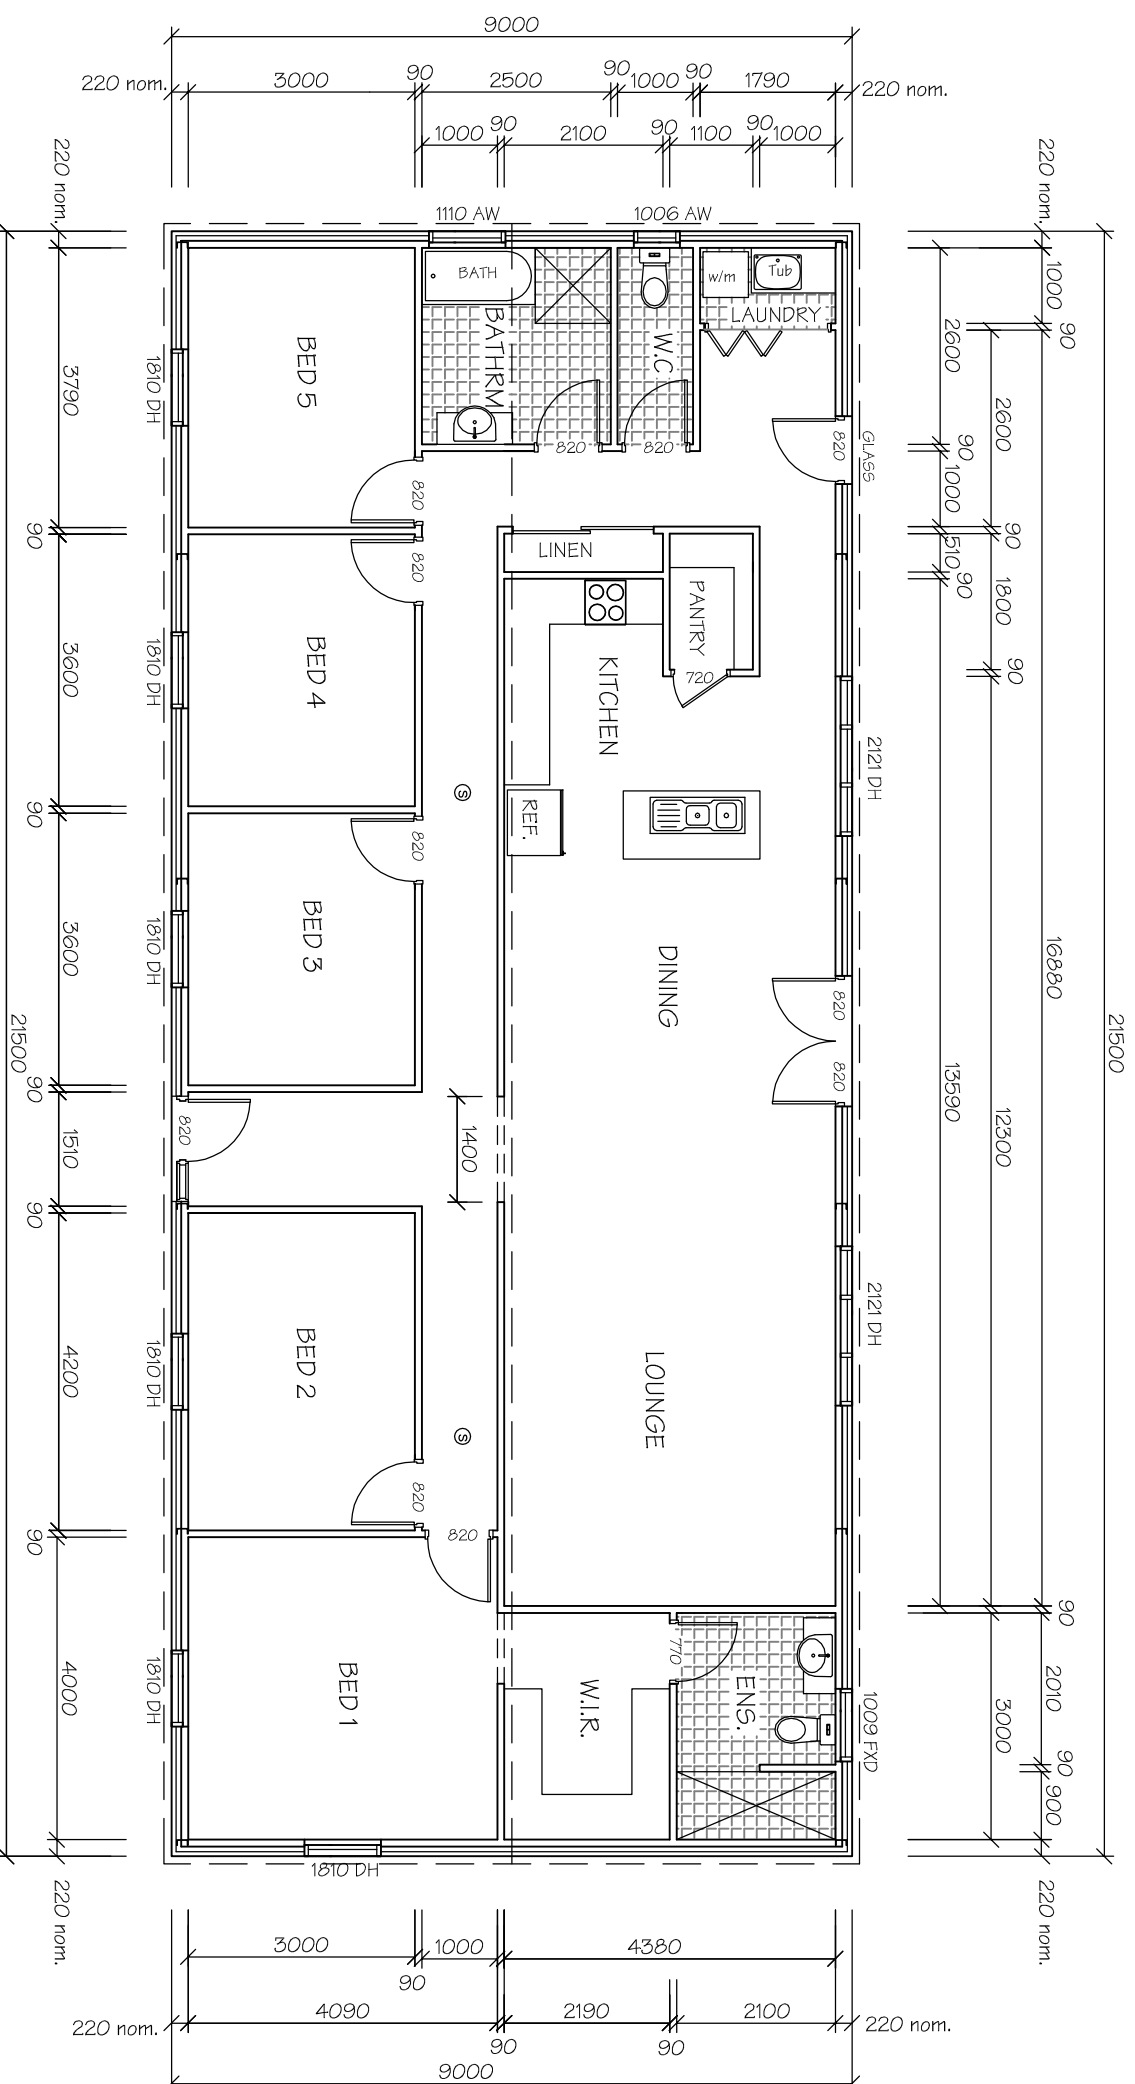 9000
220 nom.
3000
90
2500
90
1000
90
1790
220 nom.
1000
90
2100
90
1100
90
1000
220 nom.
220 nom.
1110 AW
1006 AW
BATH
w/m
Tub
LAUNDRY
BATHRM
W.C
BED 5
1810 DH
3790
820
820
820
GLASS
820
1000
90
2600
2600
90
1000
90
510
90
90
1800
90
90
820
LINEN
PANTRY
720
KITCHEN
BED 4
1810 DH
3600
2121 DH
S
90
820
REF.
BED 3
1810 DH
3600
DINING
820
820
16880
21500
13590
12300
21500
90
1510
820
1400
90
BED 2
1810 DH
4200
LOUNGE
2121 DH
S
820
820
90
90
BED 1
1810 DH
4000
770
W.I.R.
ENS.
1009 FXD
2010
3000
90
900
1810 DH
220 nom.
220 nom.
3000
1000
4380
90
220 nom.
4090
2190
2100
220 nom.
90
90
9000